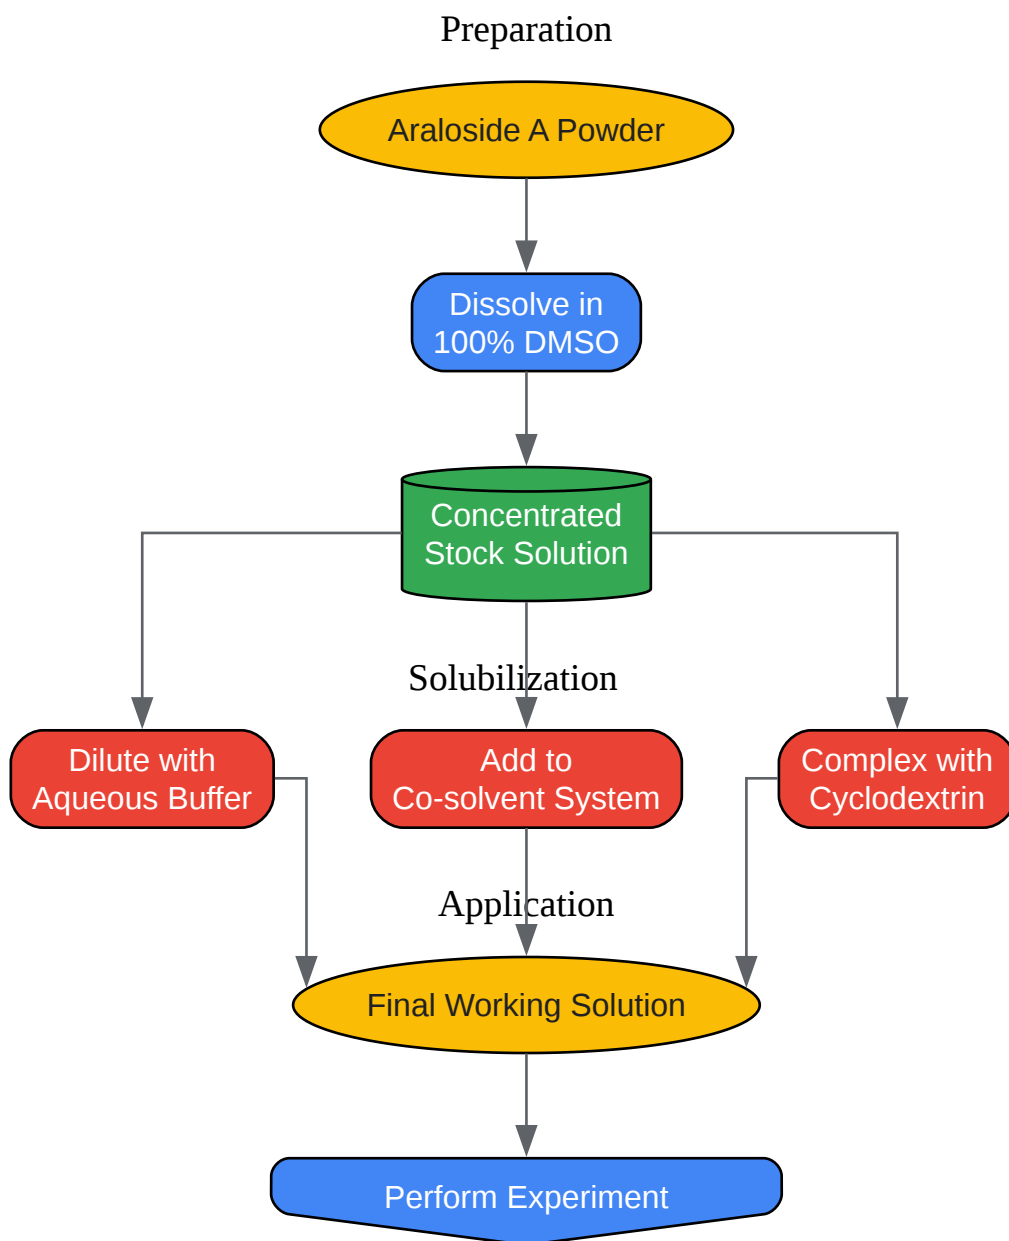 Preparation
Araloside A Powder
Dissolve in
100% DMSO
Concentrated
Stock Solution
Solubilization
Dilute with
Aqueous Buffer
Add to
Co-solvent System
Complex with
Cyclodextrin
Application
Final Working Solution
Perform Experiment